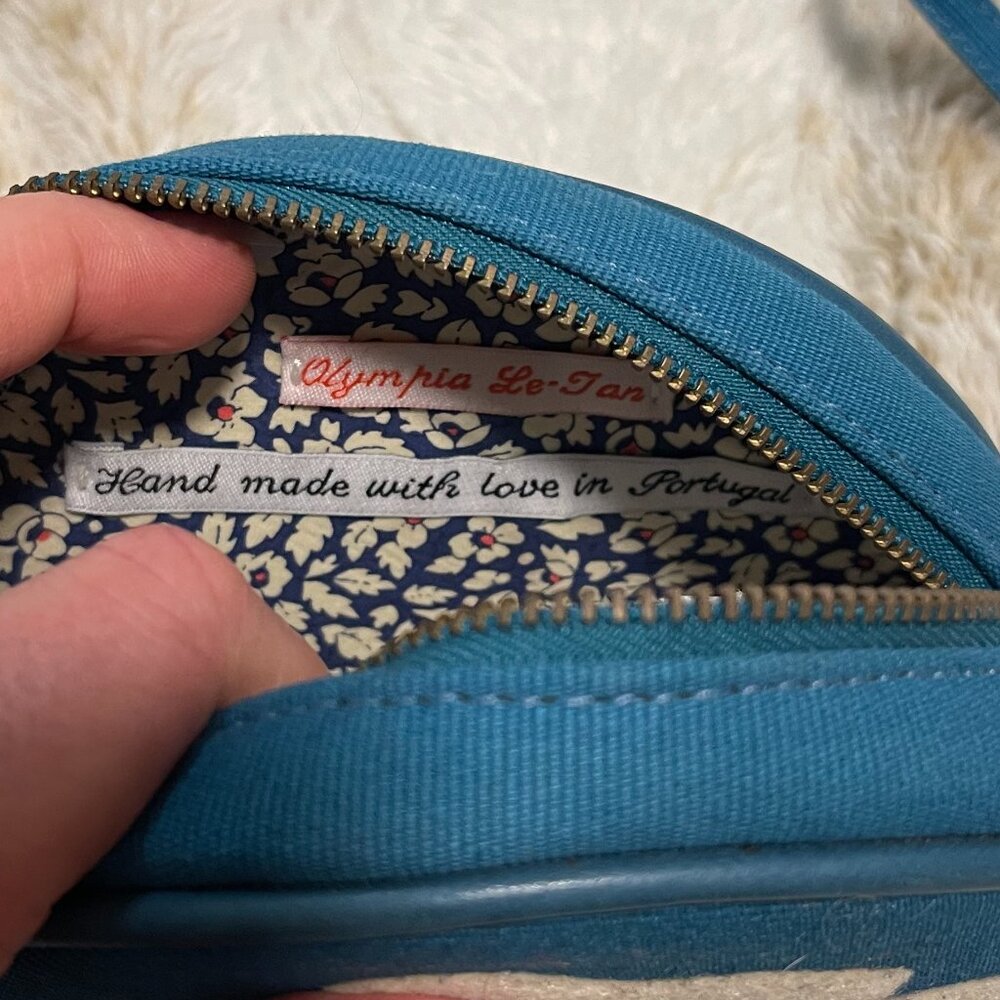 Olympia Le-Tan
Hand made with love in Portugal